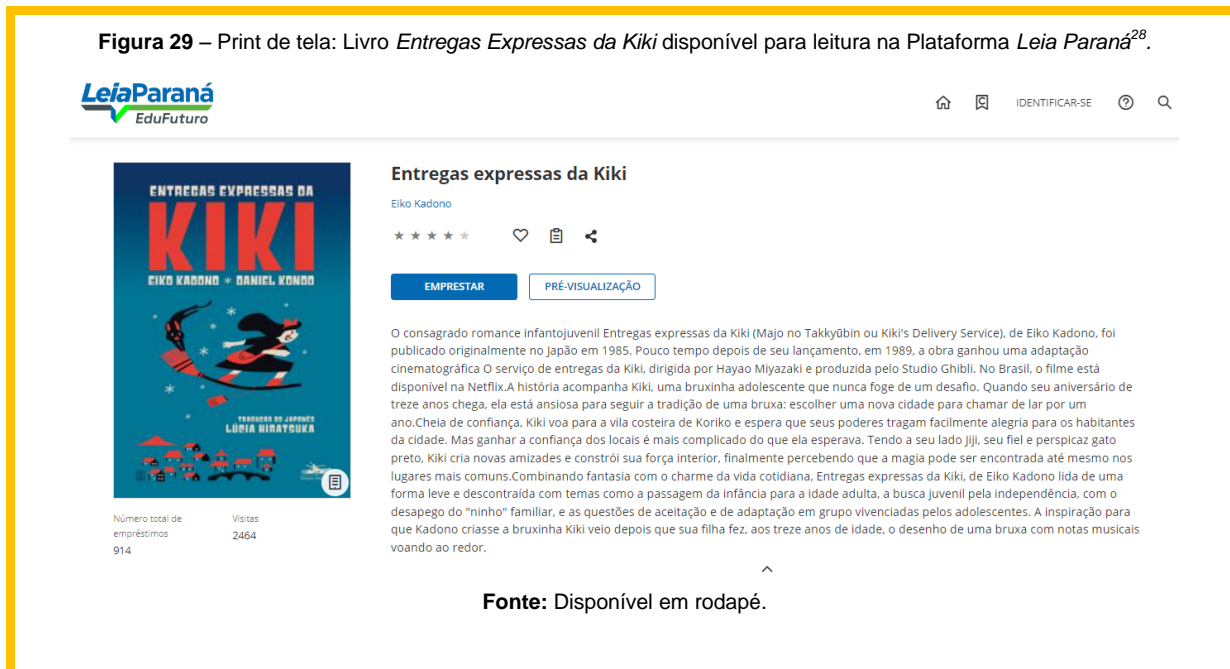 Figura 29 – Print de tela: Livro Entregas Expressas da Kiki disponível para leitura na Plataforma Leia Paraná28.
LeiaParaná
EduFuturo
IDENTIFICAR-SE
ENTREGAS EXPRESSAS DA
KIKI
EIKO KADONO * DANIEL KONDO
TRADUÇÃO DO JAPONÊS
LÚCIA HIRATSUKA
Número total de
empréstimos
914
Visitas
2464
Entregas expressas da Kiki
Eiko Kadono
EMPRESTAR
PRÉ-VISUALIZAÇÃO
O consagrado romance infantojuvenil Entregas expressas da Kiki (Majo no Takkyūbin ou Kiki's Delivery Service), de Eiko Kadono, foi
publicado originalmente no Japão em 1985. Pouco tempo depois de seu lançamento, em 1989, a obra ganhou uma adaptação
cinematográfica O serviço de entregas da Kiki, dirigida por Hayao Miyazaki e produzida pelo Studio Ghibli. No Brasil, o filme está
disponível na Netflix.A história acompanha Kiki, uma bruxinha adolescente que nunca foge de um desafio. Quando seu aniversário de
treze anos chega, ela está ansiosa para seguir a tradição de uma bruxa: escolher uma nova cidade para chamar de lar por um
ano.Cheia de confiança, Kiki voa para a vila costeira de Koriko e espera que seus poderes tragam facilmente alegria para os habitantes
da cidade. Mas ganhar a confiança dos locais é mais complicado do que ela esperava. Tendo a seu lado Jiji, seu fiel e perspicaz gato
preto, Kiki cria novas amizades e constrói sua força interior, finalmente percebendo que a magia pode ser encontrada até mesmo nos
lugares mais comuns.Combinando fantasia com o charme da vida cotidiana, Entregas expressas da Kiki, de Eiko Kadono lida de uma
forma leve e descontraída com temas como a passagem da infância para a idade adulta, a busca juvenil pela independência, com o
desapego do "ninho" familiar, e as questões de aceitação e de adaptação em grupo vivenciadas pelos adolescentes. A inspiração para
que Kadono criasse a bruxinha Kiki veio depois que sua filha fez, aos treze anos de idade, o desenho de uma bruxa com notas musicais
voando ao redor.
Fonte: Disponível em rodapé.